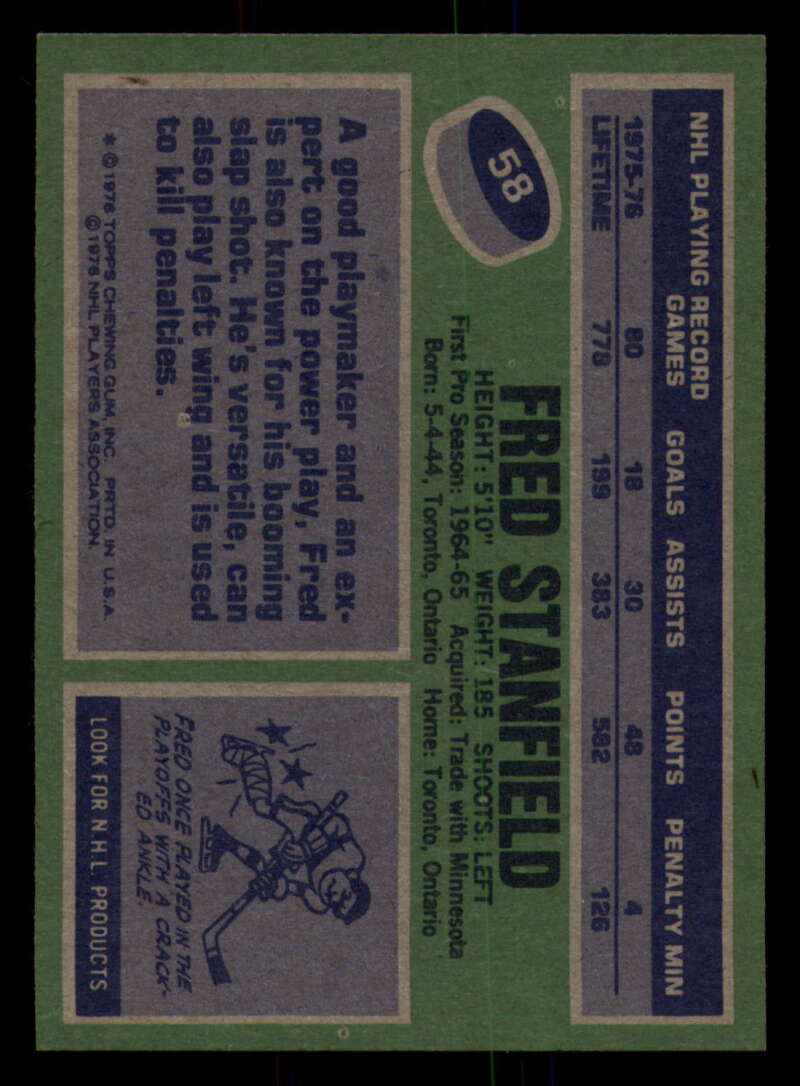 NHL PLAYING RECORD
GAMES GOALS ASSISTS POINTS PENALTY MIN
1975-76 80 18 30 48 4
LIFETIME 778 199 383 582 126
58
FRED STANFIELD
HEIGHT: 5'10" WEIGHT: 185 SHOOTS: LEFT
First Pro Season: 1964-65 Acquired: Trade with Minnesota
Born: 5-4-44, Toronto, Ontario Home: Toronto, Ontario
A good playmaker and an ex-
pert on the power play, Fred
is also known for his booming
slap shot. He's versatile, can
also play left wing and is used
to kill penalties.
* ©1976 TOPPS CHEWING GUM, INC. PRTD. IN U.S.A.
©1976 NHL PLAYERS ASSOCIATION.
FRED ONCE PLAYED IN THE
PLAYOFFS WITH A CRACK-
ED ANKLE.
LOOK FOR N.H.L. PRODUCTS